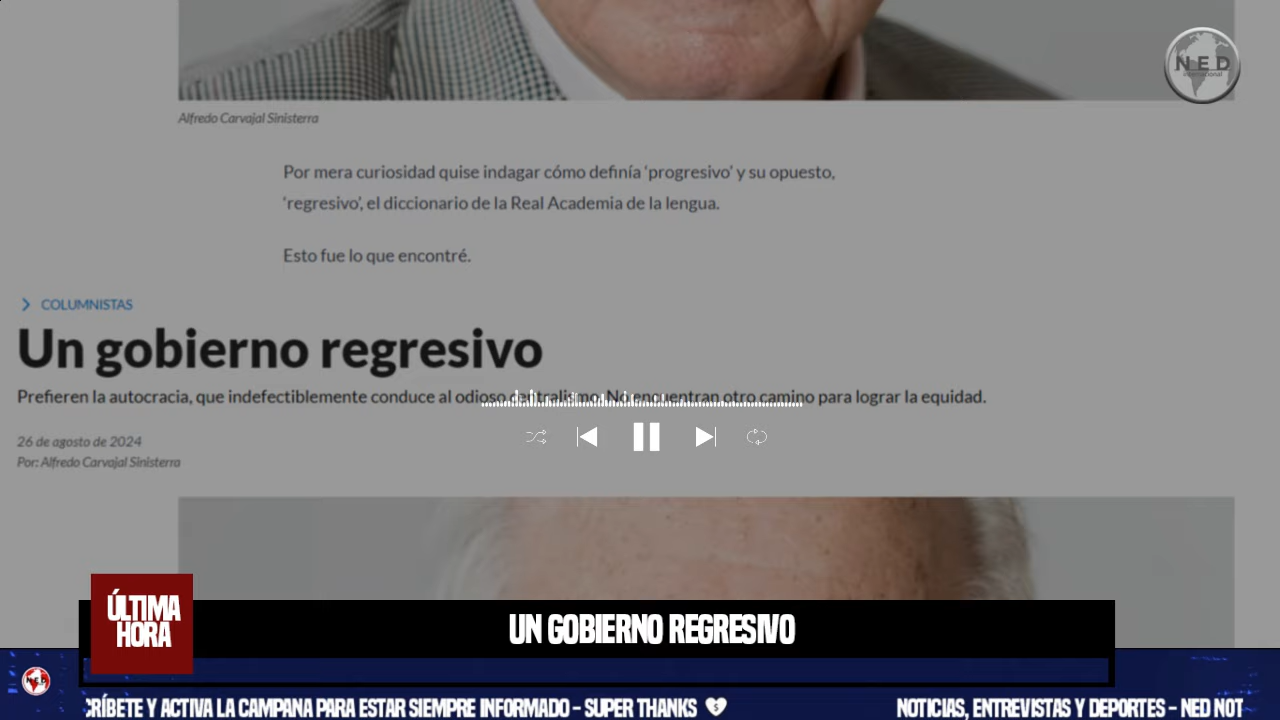 NED
international
Alfredo Carvajal Sinisterra
Por mera curiosidad quise indagar cómo definía ‘progresivo’ y su opuesto,
‘regresivo’, el diccionario de la Real Academia de la lengua.
Esto fue lo que encontré.
COLUMNISTAS
Un gobierno regresivo
Prefieren la autocracia, que indefectiblemente conduce al odioso centralismo. No encuentran otro camino para lograr la equidad.
26 de agosto de 2024
Por: Alfredo Carvajal Sinisterra
ÚLTIMA
HORA
UN GOBIERNO REGRESIVO
NED
CRÍBETE Y ACTIVA LA CAMPANA PARA ESTAR SIEMPRE INFORMADO - SUPER THANKS
NOTICIAS, ENTREVISTAS Y DEPORTES - NED NOT